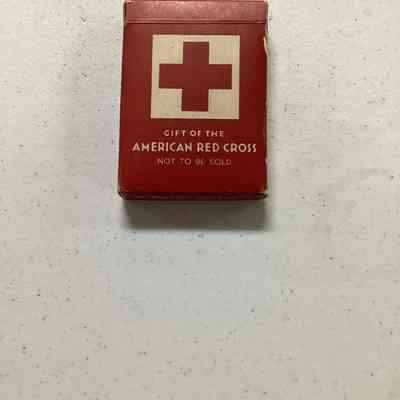 GIFT OF THE
AMERICAN RED CROSS
NOT TO BE SOLD